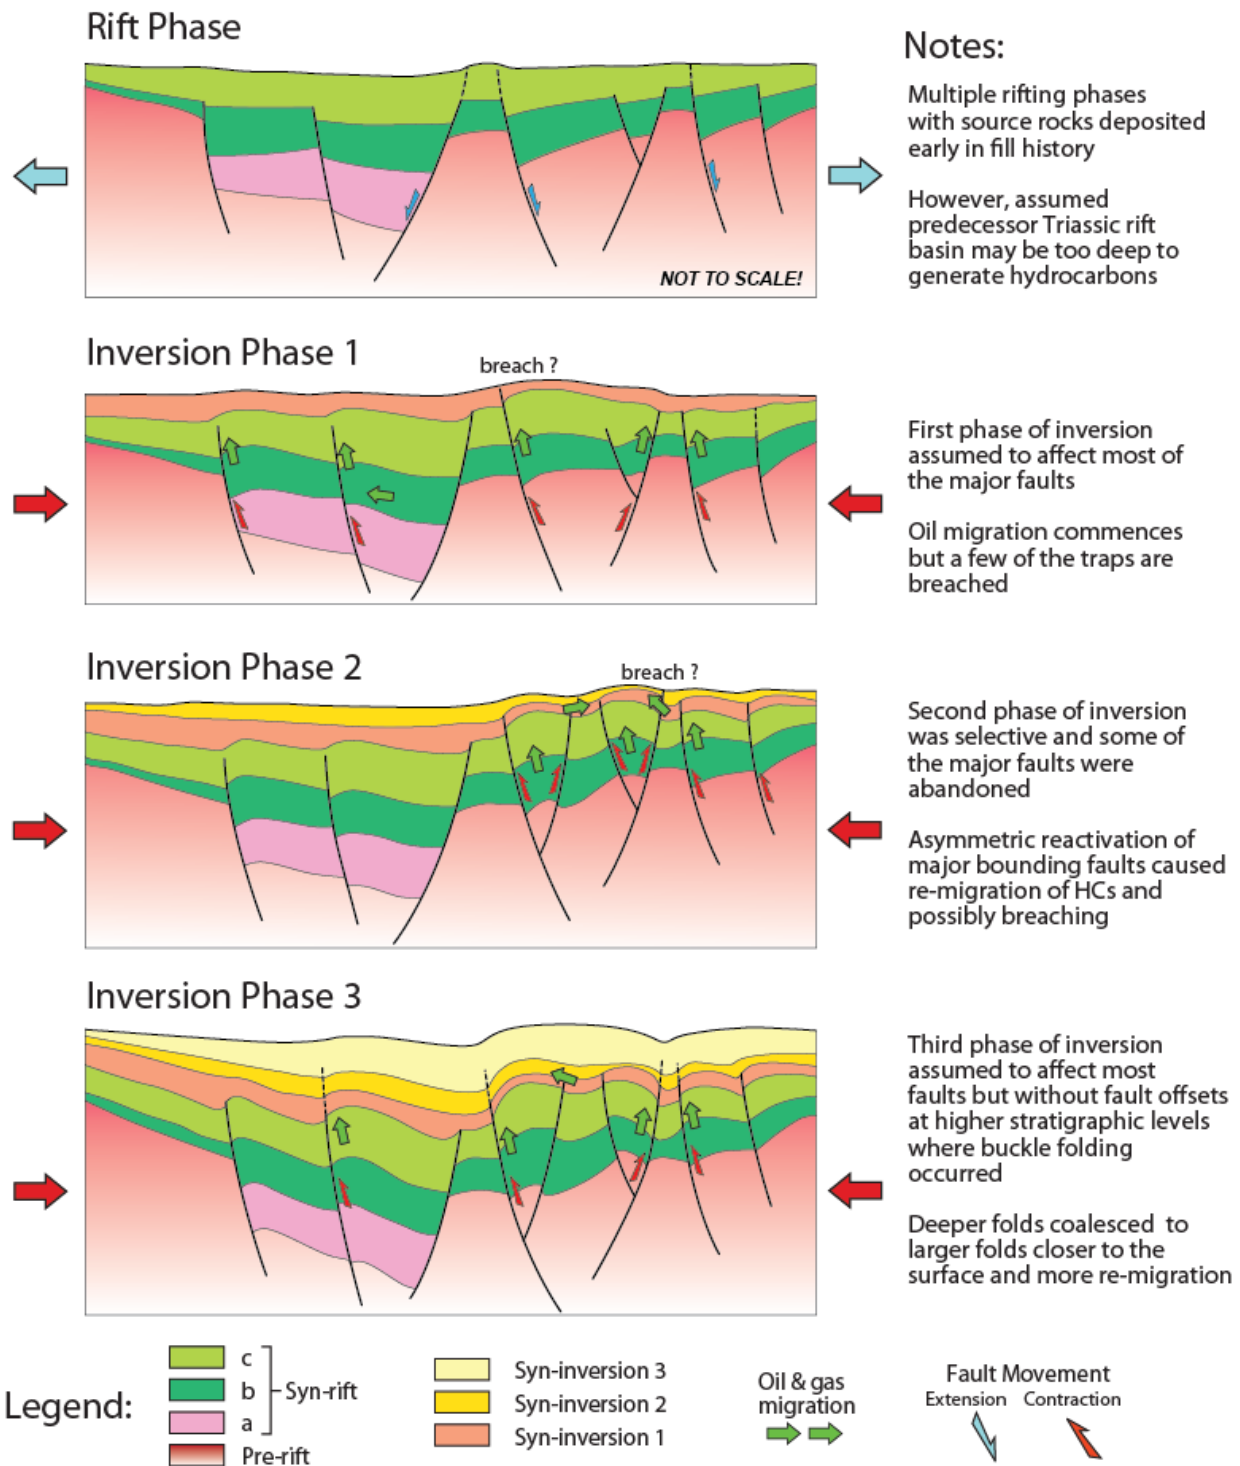 Rift Phase
NOT TO SCALE!
Notes:
Multiple rifting phases
with source rocks deposited
early in fill history
However, assumed
predecessor Triassic rift
basin may be too deep to
generate hydrocarbons
Inversion Phase 1
breach ?
First phase of inversion
assumed to affect most of
the major faults
Oil migration commences
but a few of the traps are
breached
Inversion Phase 2
breach ?
Second phase of inversion
was selective and some of
the major faults were
abandoned
Asymmetric reactivation of
major bounding faults caused
re-migration of HCs and
possibly breaching
Inversion Phase 3
Third phase of inversion
assumed to affect most
faults but without fault offsets
at higher stratigraphic levels
where buckle folding
occurred
Deeper folds coalesced to
larger folds closer to the
surface and more re-migration
Legend:
c
b
a
Syn-rift
Pre-rift
Syn-inversion 3
Syn-inversion 2
Syn-inversion 1
Oil & gas
migration
Fault Movement
Extension Contraction